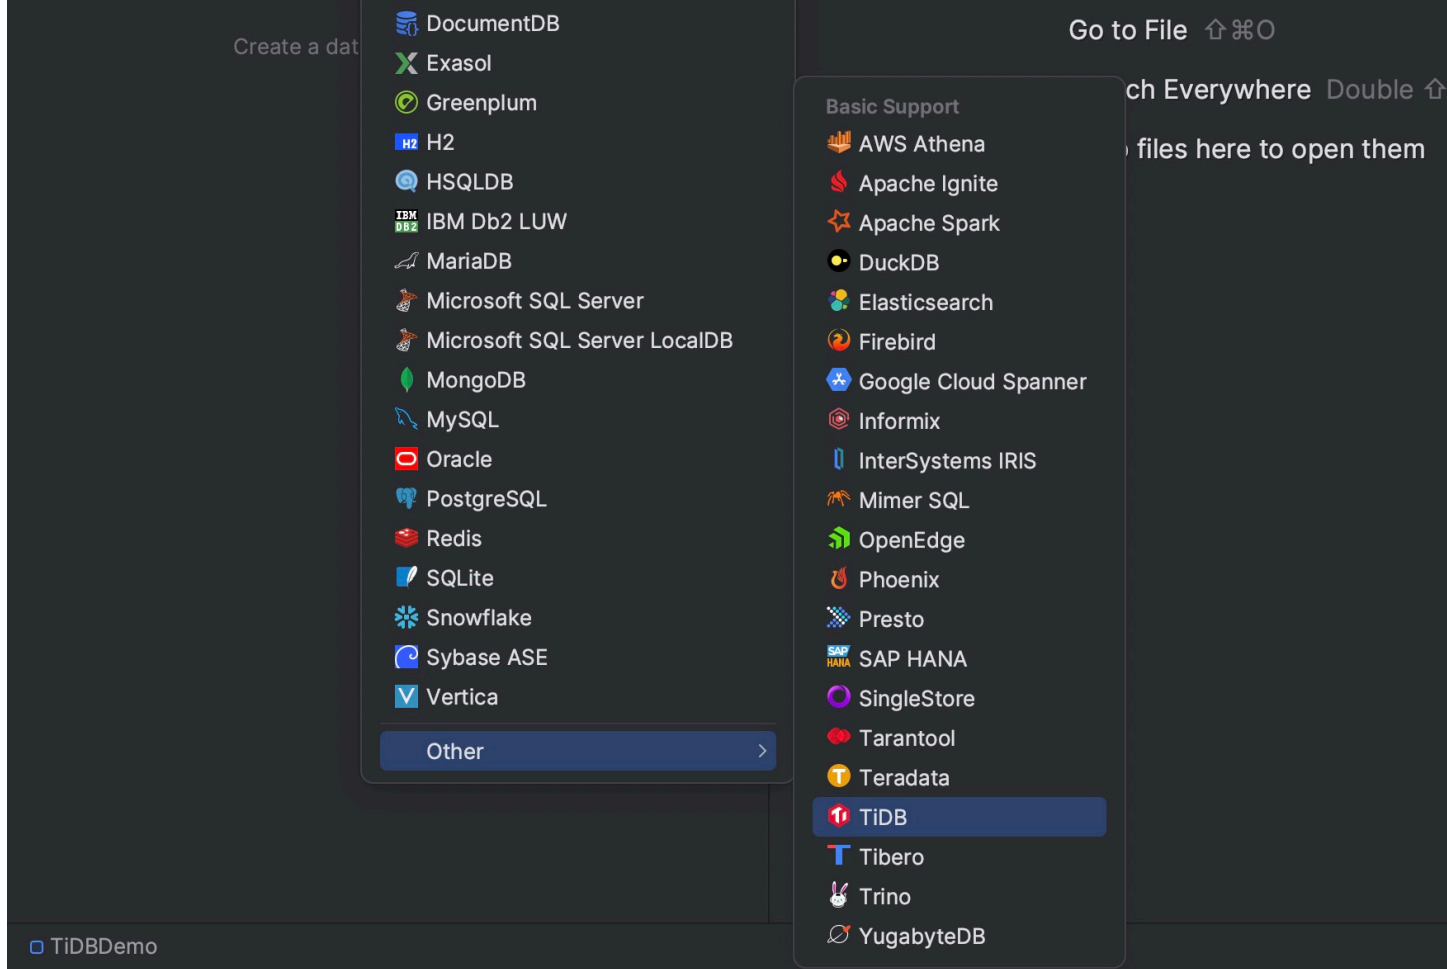 Create a dat
DocumentDB
Exasol
Greenplum
H2
HSQLDB
IBM Db2 LUW
MariaDB
Microsoft SQL Server
Microsoft SQL Server LocalDB
MongoDB
MySQL
Oracle
PostgreSQL
Redis
SQLite
Snowflake
Sybase ASE
Vertica
Other
Basic Support
AWS Athena
Apache Ignite
Apache Spark
DuckDB
Elasticsearch
Firebird
Google Cloud Spanner
Informix
InterSystems IRIS
Mimer SQL
OpenEdge
Phoenix
Presto
SAP HANA
SingleStore
Tarantool
Teradata
TiDB
Tibero
Trino
YugabyteDB
Go to File ⇧⌘O
ch Everywhere Double ⇧
files here to open them
TiDBDemo